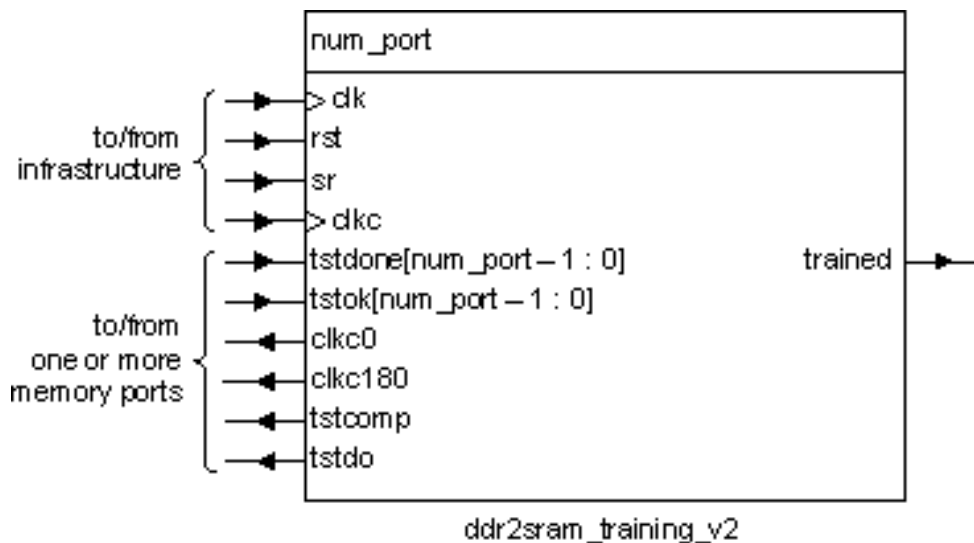 num_port
clk
rst
sr
clkc
to/from
infrastructure
tstdone[num_port – 1 : 0]
trained
tstok[num_port – 1 : 0]
clkc0
clkc180
tstcomp
tstdo
to/from
one or more
memory ports
ddr2sram_training_v2